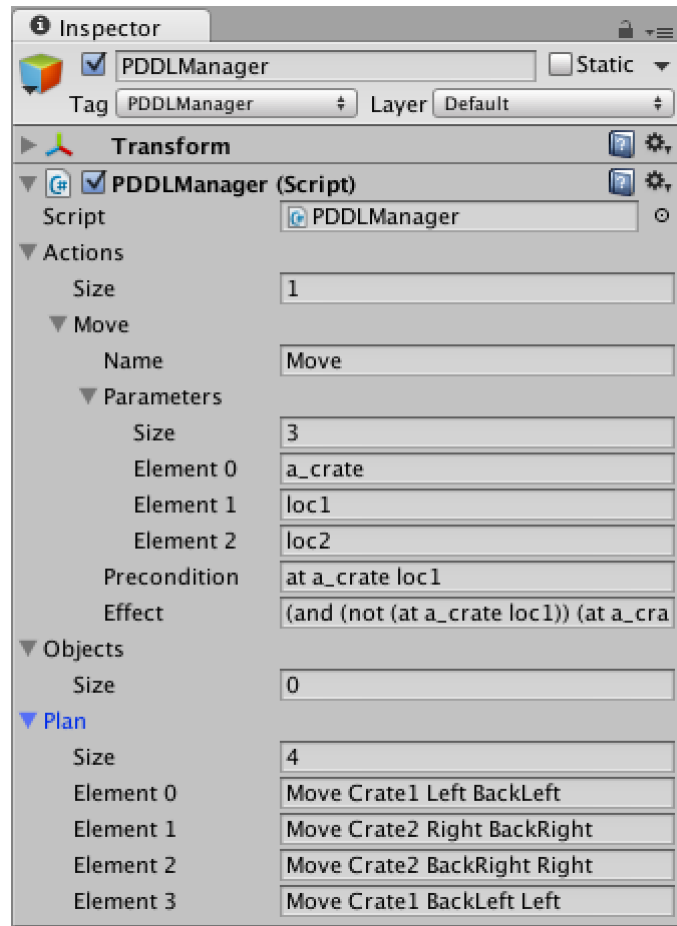 Inspector
PDDLManager Static
Tag PDDLManager Layer Default
Transform
PDDLManager (Script)
Script PDDLManager
Actions
Size 1
Move
Name Move
Parameters
Size 3
Element 0 a_crate
Element 1 loc1
Element 2 loc2
Precondition at a_crate loc1
Effect (and (not (at a_crate loc1)) (at a_cra
Objects
Size 0
Plan
Size 4
Element 0 Move Crate1 Left BackLeft
Element 1 Move Crate2 Right BackRight
Element 2 Move Crate2 BackRight Right
Element 3 Move Crate1 BackLeft Left